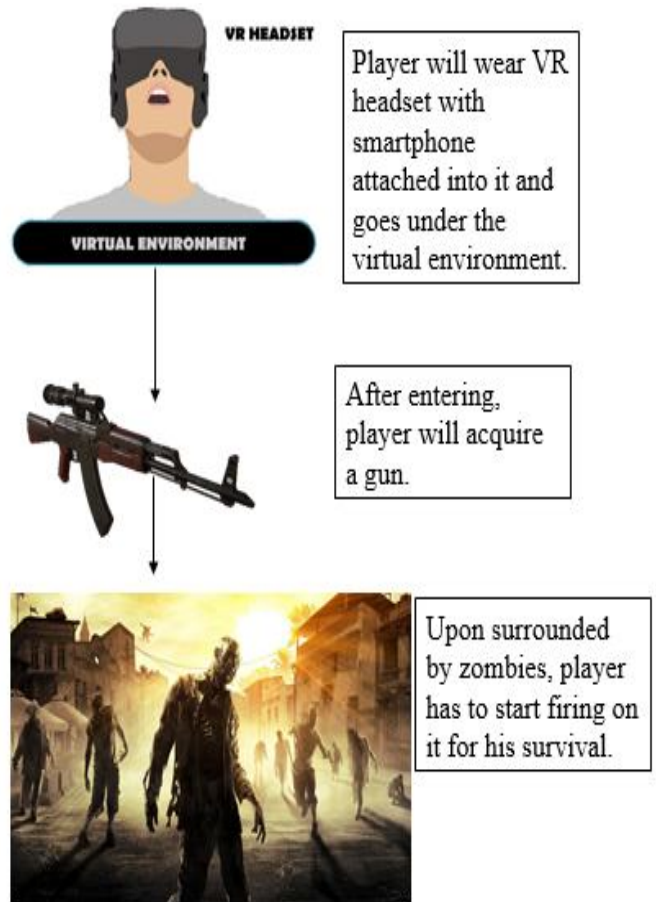 VR HEADSET
Player will wear VR
headset with
smartphone
attached into it and
goes under the
virtual environment.
VIRTUAL ENVIRONMENT
After entering,
player will acquire
a gun.
Upon surrounded
by zombies, player
has to start firing on
it for his survival.